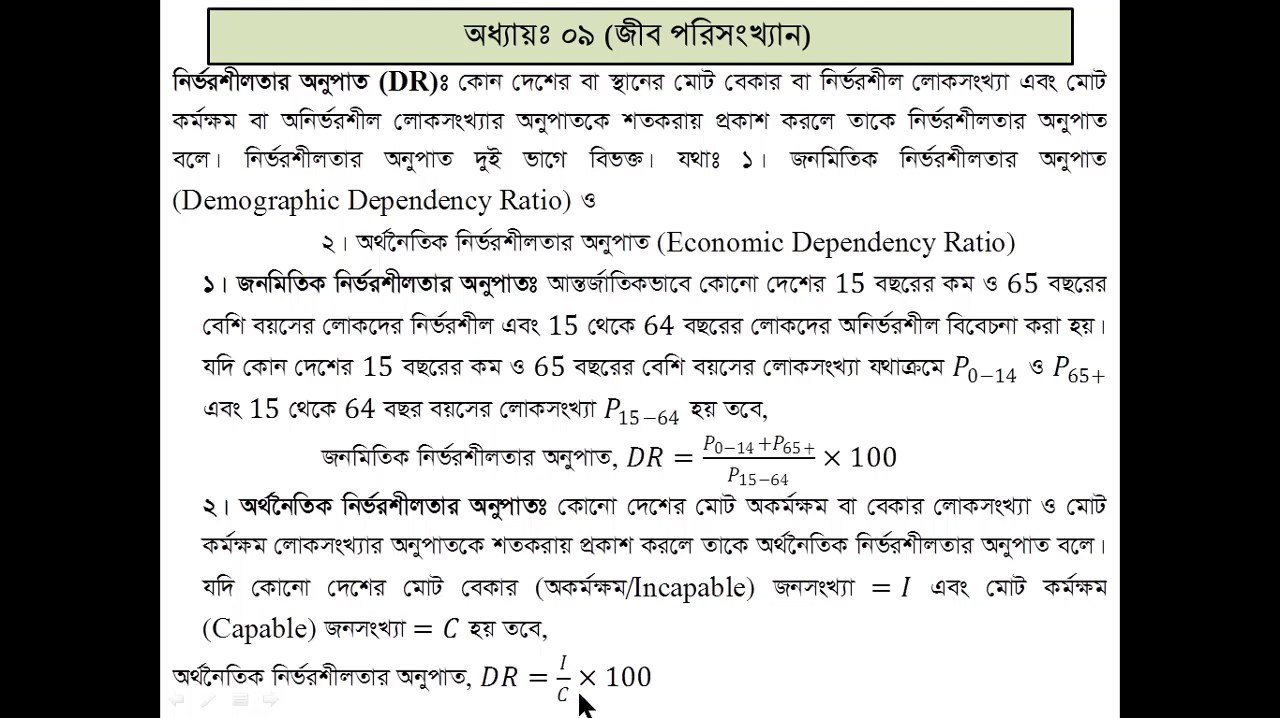 অধ্যায়ঃ ০৯ (জীব পরিসংখ্যান)
নির্ভরশীলতার অনুপাত (DR)ঃ কোন দেশের বা স্থানের মোট বেকার বা নির্ভরশীল লোকসংখ্যা এবং মোট
কর্মক্ষম বা অনির্ভরশীল লোকসংখ্যার অনুপাতকে শতকরায় প্রকাশ করলে তাকে নির্ভরশীলতার অনুপাত
বলে। নির্ভরশীলতার অনুপাত দুই ভাগে বিভক্ত। যথাঃ ১। জনমিতিক নির্ভরশীলতার অনুপাত
(Demographic Dependency Ratio) ও
২। অর্থনৈতিক নির্ভরশীলতার অনুপাত (Economic Dependency Ratio)
১। জনমিতিক নির্ভরশীলতার অনুপাতঃ আন্তর্জাতিকভাবে কোনো দেশের 15 বছরের কম ও 65 বছরের
বেশি বয়সের লোকদের নির্ভরশীল এবং 15 থেকে 64 বছরের লোকদের অনির্ভরশীল বিবেচনা করা হয়।
যদি কোন দেশের 15 বছরের কম ও 65 বছরের বেশি বয়সের লোকসংখ্যা যথাক্রমে P₀₋₁₄ ও P₆₅₊
এবং 15 থেকে 64 বছর বয়সের লোকসংখ্যা P₁₅₋₆₄ হয় তবে,
জনমিতিক নির্ভরশীলতার অনুপাত, DR = (P₀₋₁₄+P₆₅₊)/P₁₅₋₆₄ × 100
২। অর্থনৈতিক নির্ভরশীলতার অনুপাতঃ কোনো দেশের মোট অকর্মক্ষম বা বেকার লোকসংখ্যা ও মোট
কর্মক্ষম লোকসংখ্যার অনুপাতকে শতকরায় প্রকাশ করলে তাকে অর্থনৈতিক নির্ভরশীলতার অনুপাত বলে।
যদি কোনো দেশের মোট বেকার (অকর্মক্ষম/Incapable) জনসংখ্যা = I এবং মোট কর্মক্ষম
(Capable) জনসংখ্যা = C হয় তবে,
অর্থনৈতিক নির্ভরশীলতার অনুপাত, DR = I/C × 100